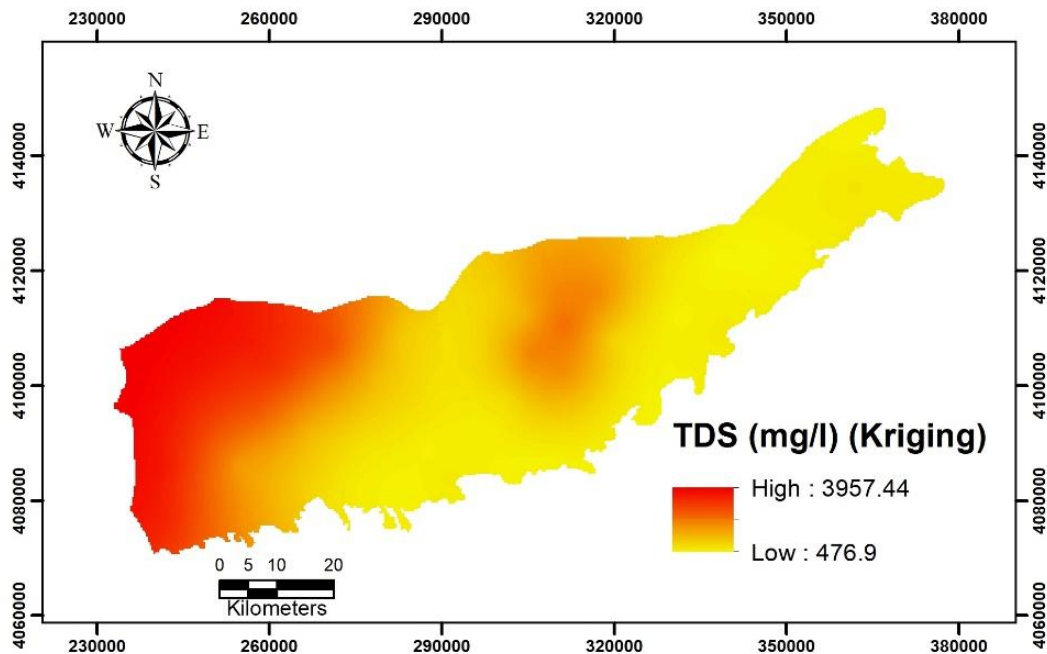 230000 260000 290000 320000 350000 380000
N
W E
S
4140000 4140000
4120000 4120000
4100000 4100000
TDS (mg/l) (Kriging)
High : 3957.44
4080000 4080000
Low : 476.9
0 5 10 20
Kilometers
4060000 4060000
230000 260000 290000 320000 350000 380000